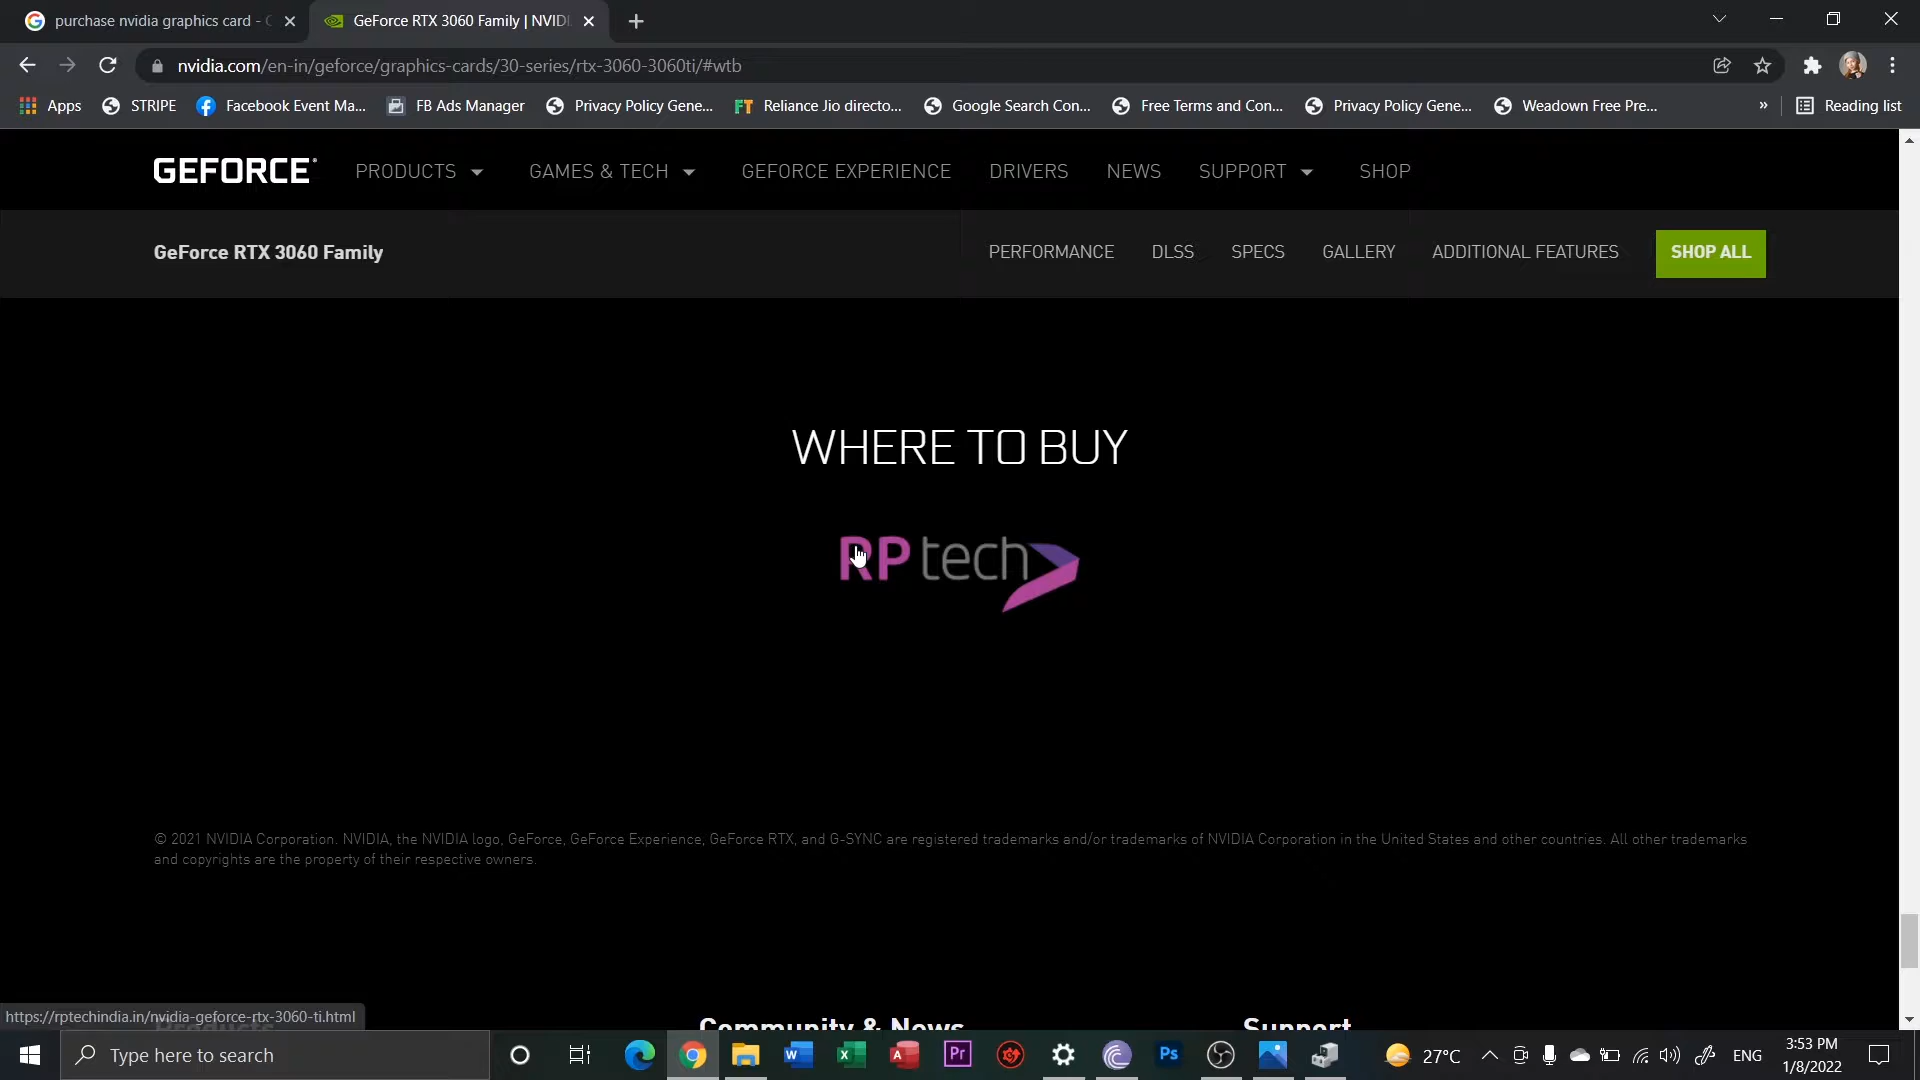 purchase nvidia graphics card -
GeForce RTX 3060 Family | NVID
nvidia.com/en-in/geforce/graphics-cards/30-series/rtx-3060-3060ti/#wtb
Apps STRIPE Facebook Event Ma... FB Ads Manager Privacy Policy Gene... FT Reliance Jio directo... Google Search Con... Free Terms and Con... Privacy Policy Gene... Weadown Free Pre... » Reading list
GEFORCE PRODUCTS GAMES & TECH GEFORCE EXPERIENCE DRIVERS NEWS SUPPORT SHOP
GeForce RTX 3060 Family PERFORMANCE DLSS SPECS GALLERY ADDITIONAL FEATURES SHOP ALL
WHERE TO BUY
RP tech
© 2021 NVIDIA Corporation. NVIDIA, the NVIDIA logo, GeForce, GeForce Experience, GeForce RTX, and G-SYNC are registered trademarks and/or trademarks of NVIDIA Corporation in the United States and other countries. All other trademarks
and copyrights are the property of their respective owners.
https://rptechindia.in/nvidia-geforce-rtx-3060-ti.html
Products Community & News Support
Type here to search Pr Ps 27°C ENG 3:53 PM
1/8/2022